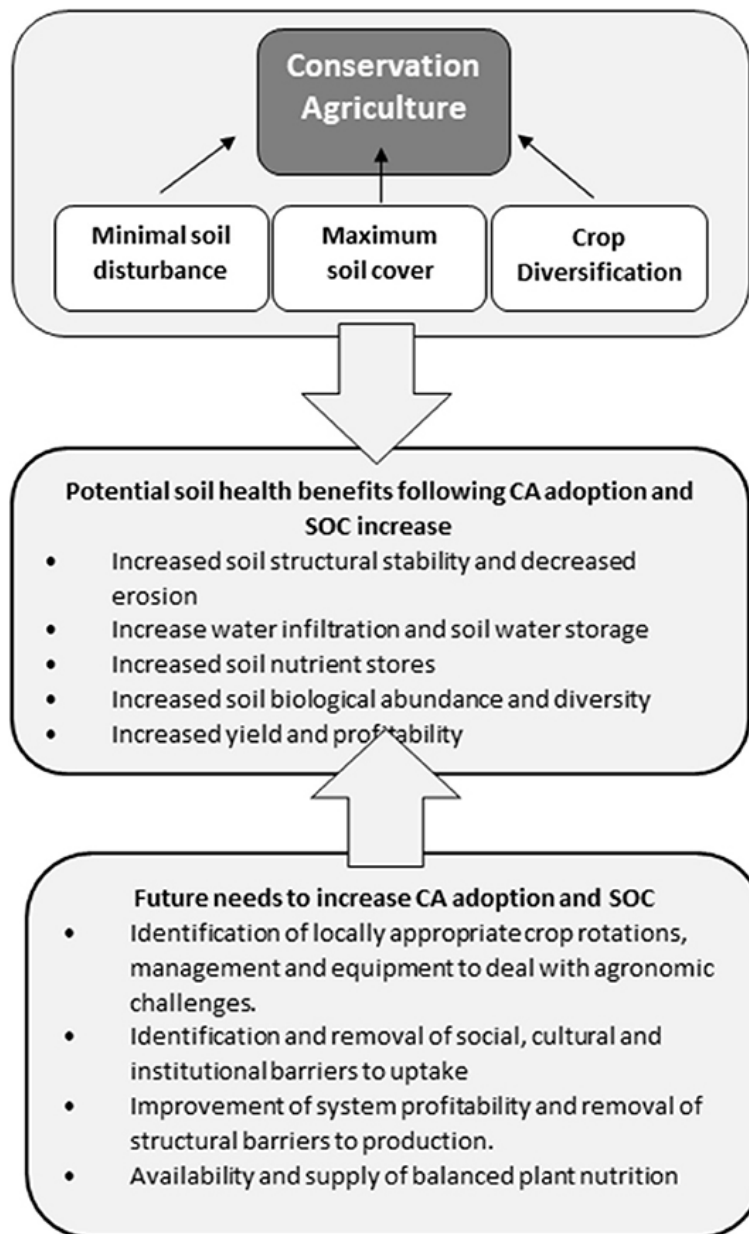 Conservation
Agriculture
Minimal soil
disturbance
Maximum
soil cover
Crop
Diversification
Potential soil health benefits following CA adoption and
SOC increase
• Increased soil structural stability and decreased
erosion
• Increase water infiltration and soil water storage
• Increased soil nutrient stores
• Increased soil biological abundance and diversity
• Increased yield and profitability
Future needs to increase CA adoption and SOC
• Identification of locally appropriate crop rotations,
management and equipment to deal with agronomic
challenges.
• Identification and removal of social, cultural and
institutional barriers to uptake
• Improvement of system profitability and removal of
structural barriers to production.
• Availability and supply of balanced plant nutrition